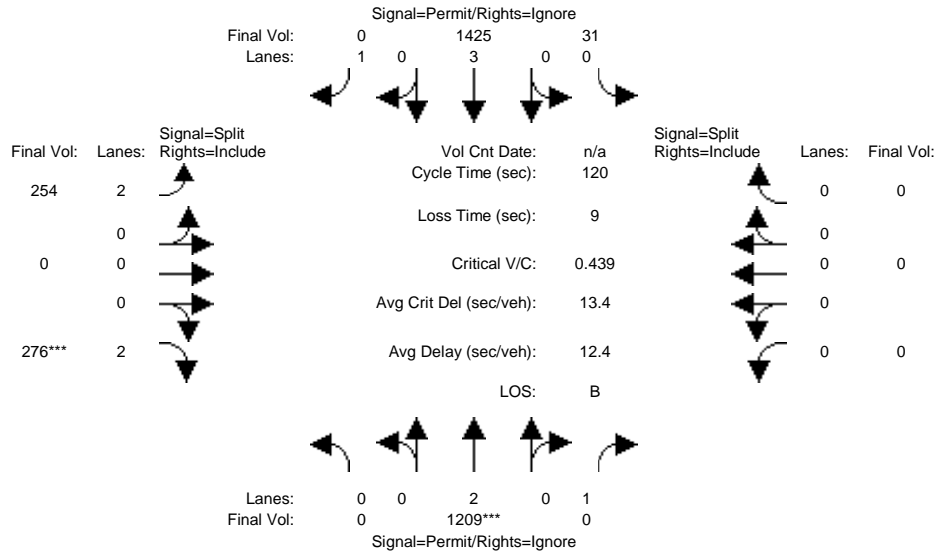 Signal=Permit/Rights=Ignore
Final Vol: 0 1425 31
Lanes: 1 0 3 0 0
Signal=Split
Rights=Include
Final Vol: Lanes:
Vol Cnt Date: n/a
Signal=Split
Rights=Include
Lanes: Final Vol:
Cycle Time (sec): 120
254 2
0 0
Loss Time (sec): 9
0
0
0 0
Critical V/C: 0.439
0 0
0
Avg Crit Del (sec/veh): 13.4
0
276*** 2
Avg Delay (sec/veh): 12.4
0 0
LOS: B
Lanes: 0 0 2 0 1
Final Vol: 0 1209*** 0
Signal=Permit/Rights=Ignore